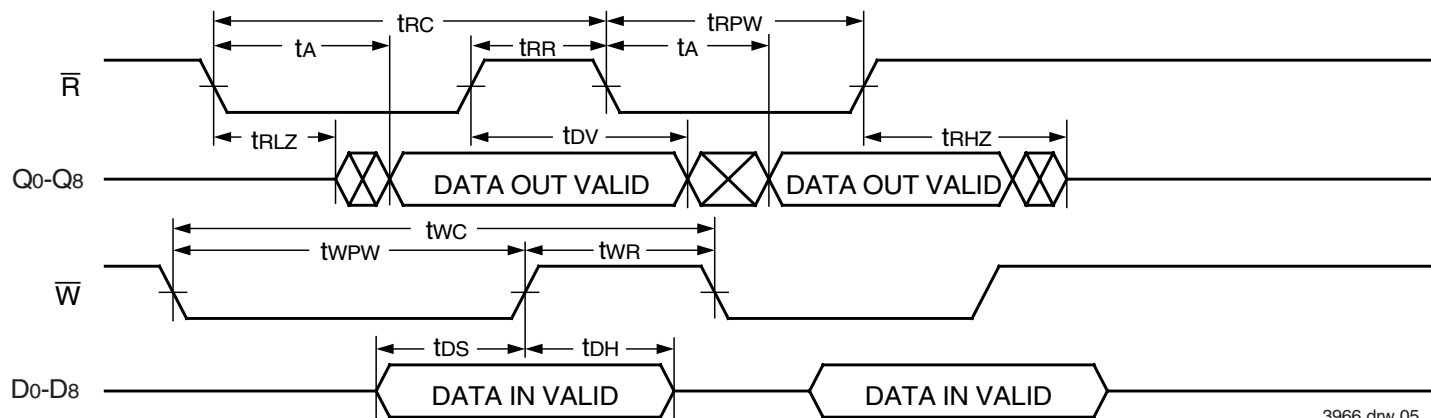 tRC tRPW
tA tRR tA
R̅
tRLZ tDV tRHZ
Q0-Q8 DATA OUT VALID DATA OUT VALID
tWC
tWPW tWR
W̅
tDS tDH
D0-D8 DATA IN VALID DATA IN VALID
3966 drw 05